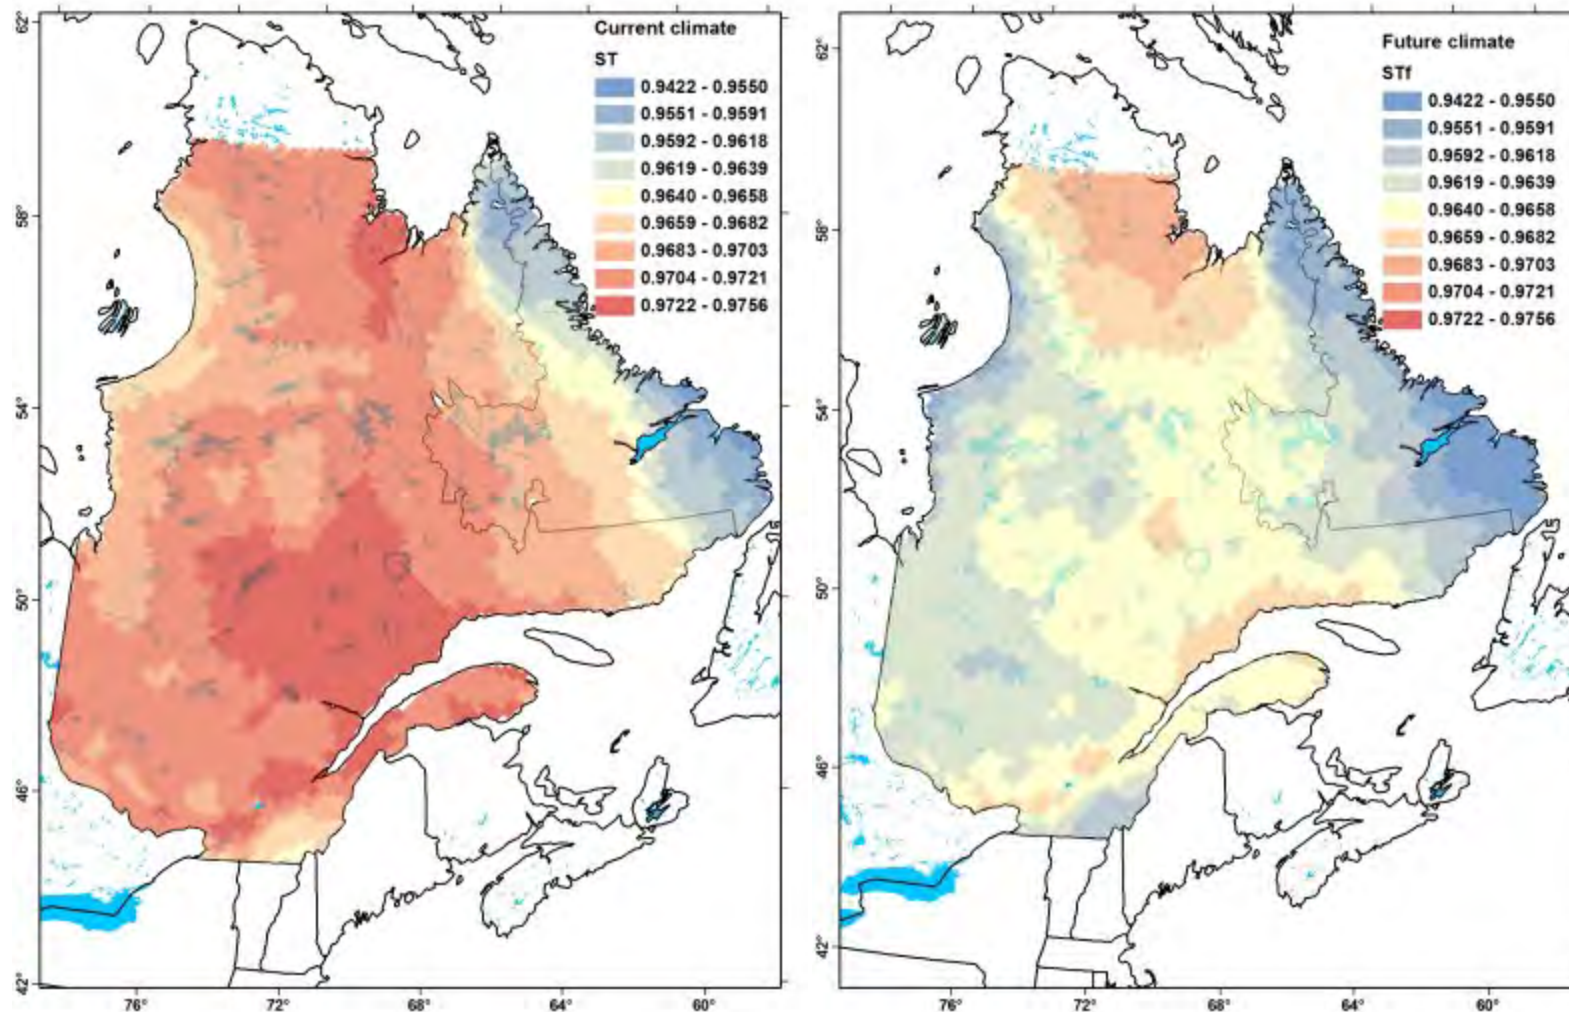 Current climate
ST
0.9422 - 0.9550
0.9551 - 0.9591
0.9592 - 0.9618
0.9619 - 0.9639
0.9640 - 0.9658
0.9659 - 0.9682
0.9683 - 0.9703
0.9704 - 0.9721
0.9722 - 0.9756
62°
58°
54°
50°
46°
42°
76° 72° 68° 64° 60°
Future climate
STf
0.9422 - 0.9550
0.9551 - 0.9591
0.9592 - 0.9618
0.9619 - 0.9639
0.9640 - 0.9658
0.9659 - 0.9682
0.9683 - 0.9703
0.9704 - 0.9721
0.9722 - 0.9756
62°
58°
54°
50°
46°
42°
76° 72° 68° 64° 60°